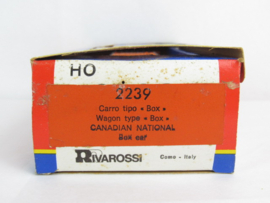 HO
2239
Carro tipo « Box »
Wagon type « Box »
CANADIAN NATIONAL
Box car
RIVAROSSI Como - Italy